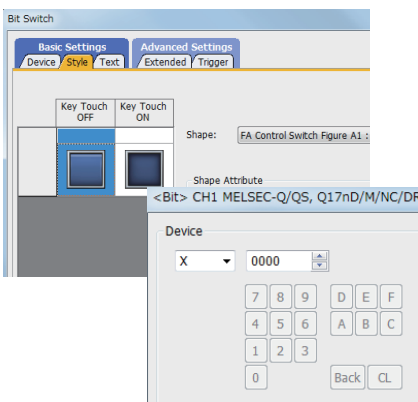 Bit Switch
Basic Settings Advanced Settings
Device Style Text Extended Trigger
Key Touch OFF Key Touch ON
Shape: FA Control Switch Figure A1 :
Shape Attribute
<Bit> CH1 MELSEC-Q/QS, Q17nD/M/NC/DR
Device
X 0000
7 8 9 D E F
4 5 6 A B C
1 2 3
0 Back CL